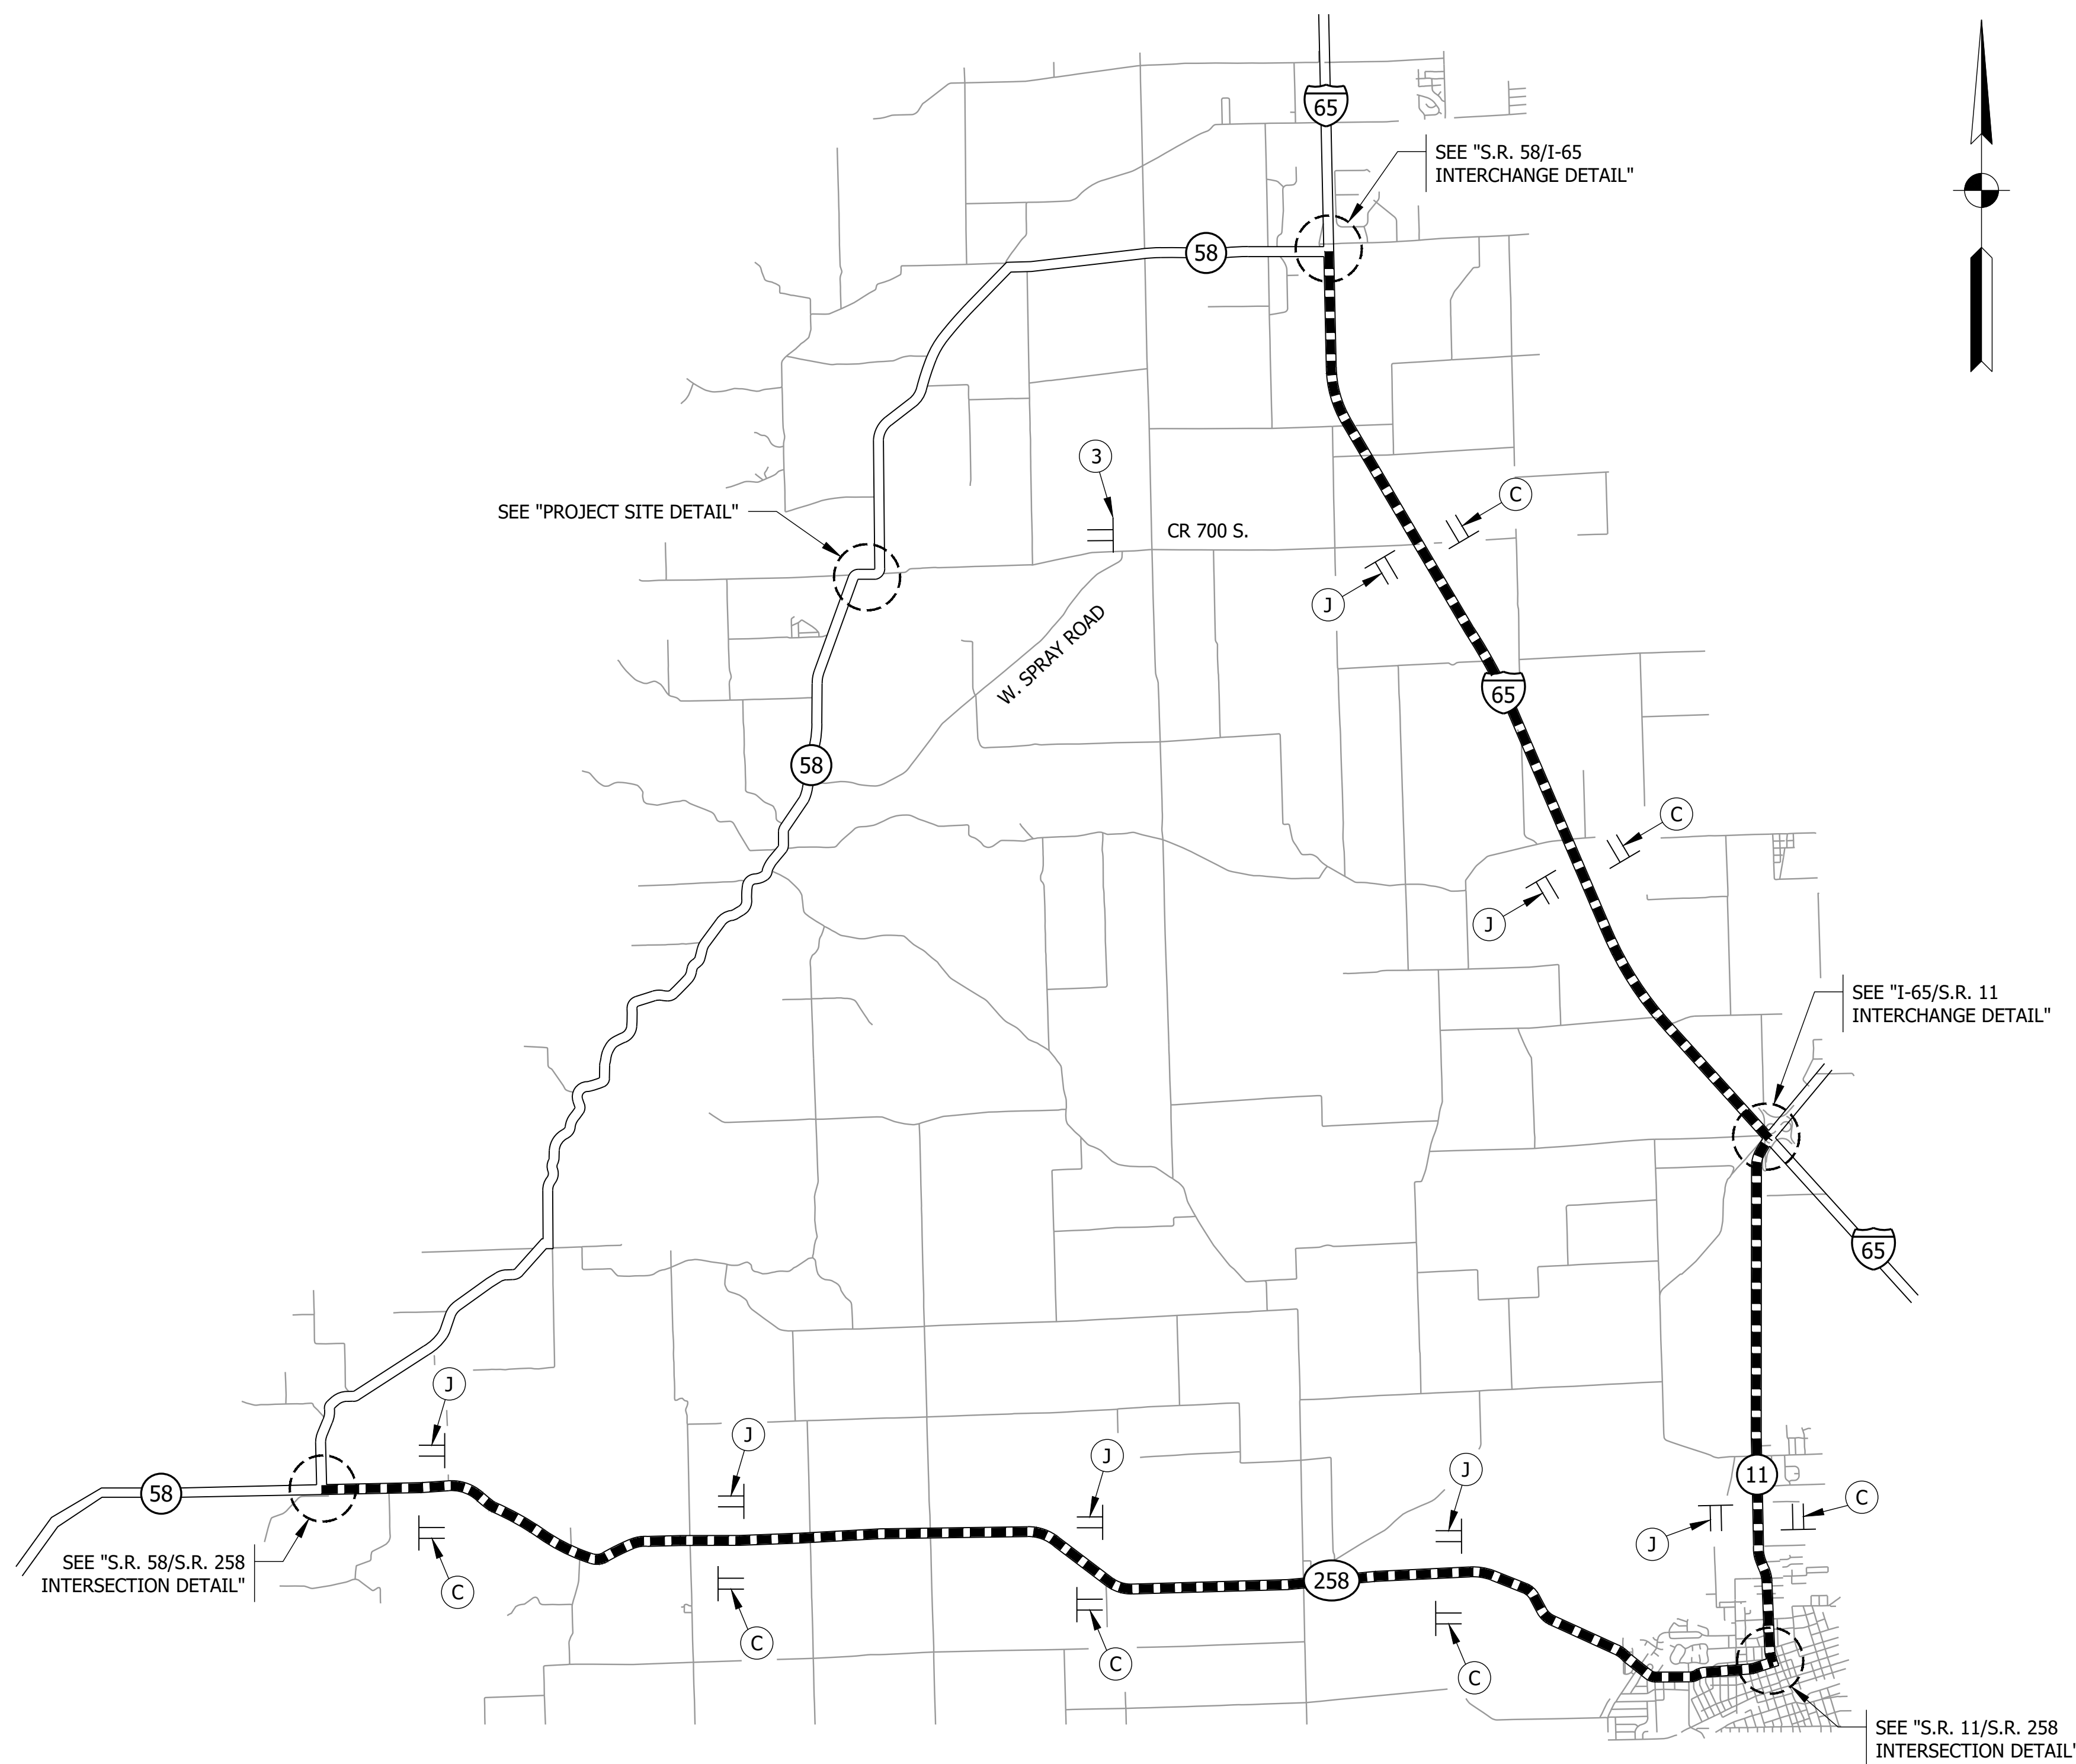 65
SEE "S.R. 58/I-65
INTERCHANGE DETAIL"
58
3
C
SEE "PROJECT SITE DETAIL"
CR 700 S.
J
W. SPRAY ROAD
65
58
C
J
SEE "I-65/S.R. 11
INTERCHANGE DETAIL"
65
J
J
J
J
11
58
C
J
SEE "S.R. 58/S.R. 258
INTERSECTION DETAIL"
C
258
C
C
C
SEE "S.R. 11/S.R. 258
INTERSECTION DETAIL'